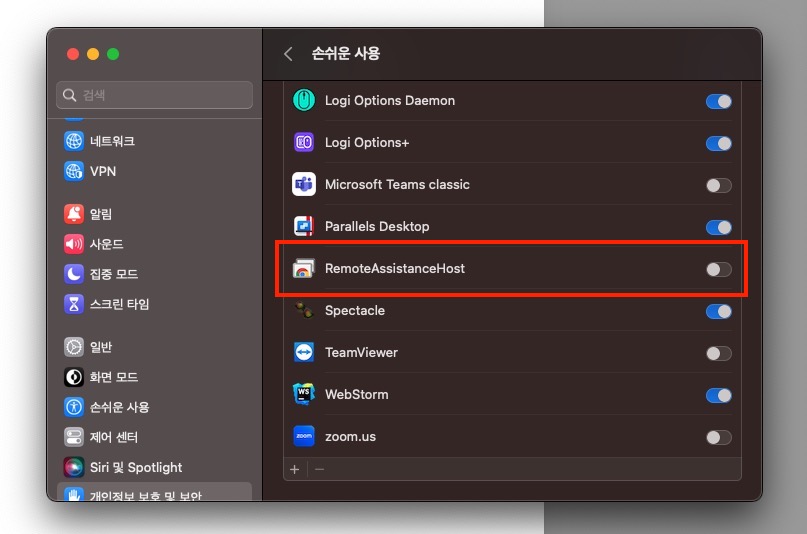 손쉬운 사용
검색
네트워크
VPN
알림
사운드
집중 모드
스크린 타임
일반
화면 모드
손쉬운 사용
제어 센터
Siri 및 Spotlight
개인정보 보호 및 보안
Logi Options Daemon
Logi Options+
Microsoft Teams classic
Parallels Desktop
RemoteAssistanceHost
Spectacle
TeamViewer
WS
WebStorm
zoom
zoom.us